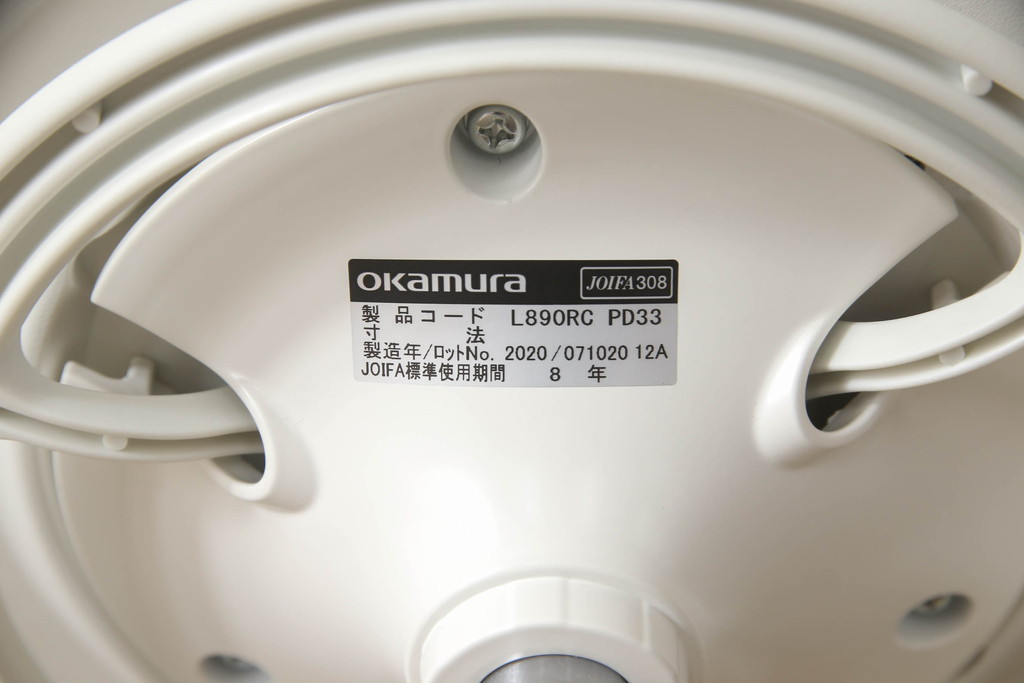 okamura JOIFA308
製品コード L890RC PD33
寸法
製造年/ロットNo. 2020/071020 12A
JOIFA標準使用期間 8 年